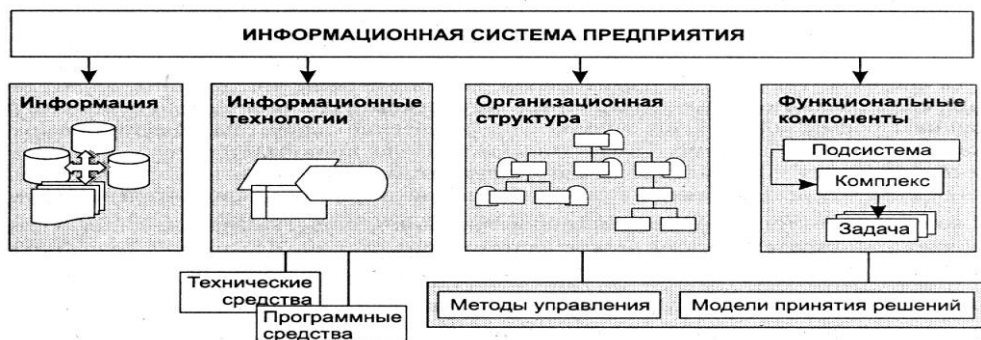 ИНФОРМАЦИОННАЯ СИСТЕМА ПРЕДПРИЯТИЯ
Информация
Информационные
технологии
Организационная
структура
Функциональные
компоненты
Подсистема
Комплекс
Задача
Технические
средства
Программные
средства
Методы управления
Модели принятия решений